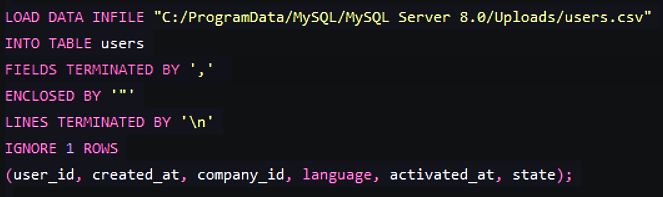 LOAD DATA INFILE "C:/ProgramData/MySQL/MySQL Server 8.0/Uploads/users.csv"
INTO TABLE users
FIELDS TERMINATED BY ','
ENCLOSED BY '"'
LINES TERMINATED BY '\n'
IGNORE 1 ROWS
(user_id, created_at, company_id, language, activated_at, state);